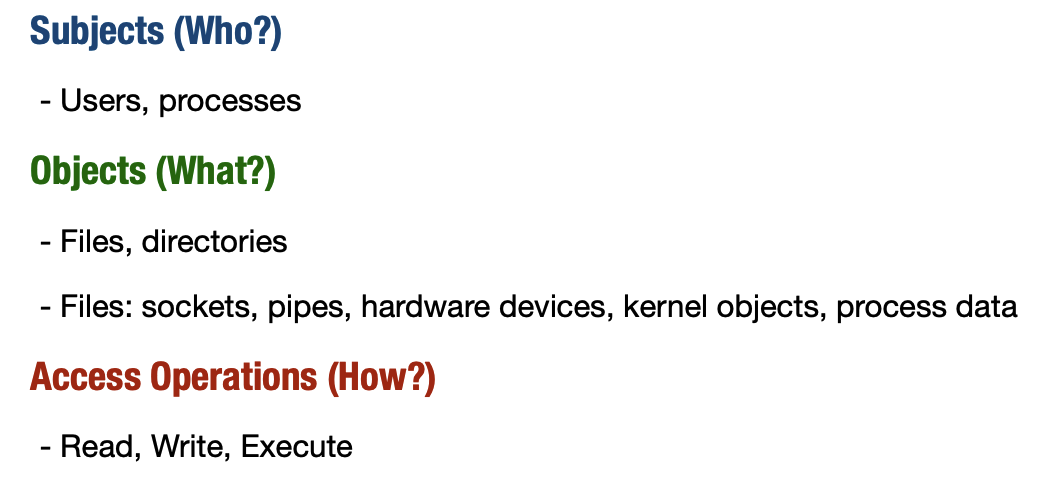 Subjects (Who?)
- Users, processes
Objects (What?)
- Files, directories
- Files: sockets, pipes, hardware devices, kernel objects, process data
Access Operations (How?)
- Read, Write, Execute